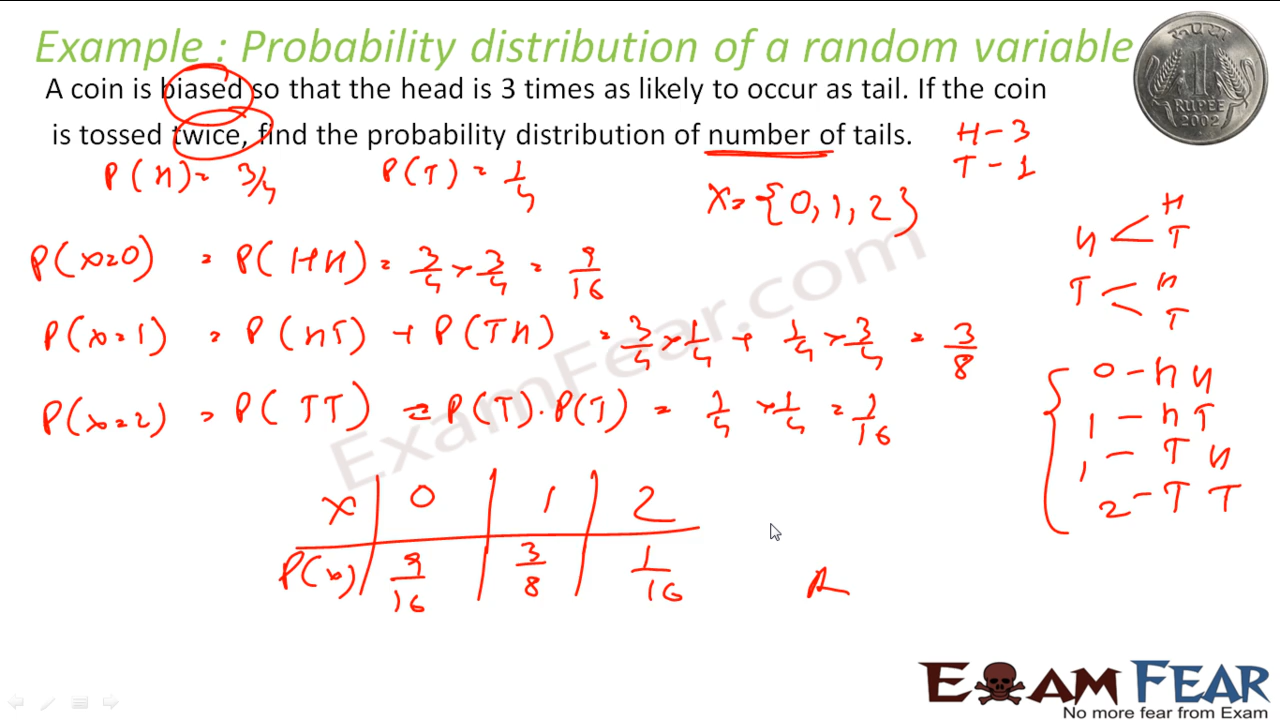 Example : Probability distribution of a random variable
रुपया
1
RUPEE
2002
A coin is biased so that the head is 3 times as likely to occur as tail. If the coin
is tossed twice, find the probability distribution of number of tails.
H - 3
T - 1
P(H) = 3/4 P(T) = 1/4
X = {0, 1, 2}
P(X=0) = P(HH) = 3/4 × 3/4 = 9/16
P(X=1) = P(HT) + P(TH) = 3/4 × 1/4 + 1/4 × 3/4 = 3/8
P(X=2) = P(TT) = P(T) . P(T) = 1/4 × 1/4 = 1/16
H < H
T
T < H
T
0 - H H
1 - H T
1 - T H
2 - T T
X | 0 | 1 | 2
P(X) | 9/16 | 3/8 | 1/16
ExamFear.com
EXAM FEAR
No more fear from Exam